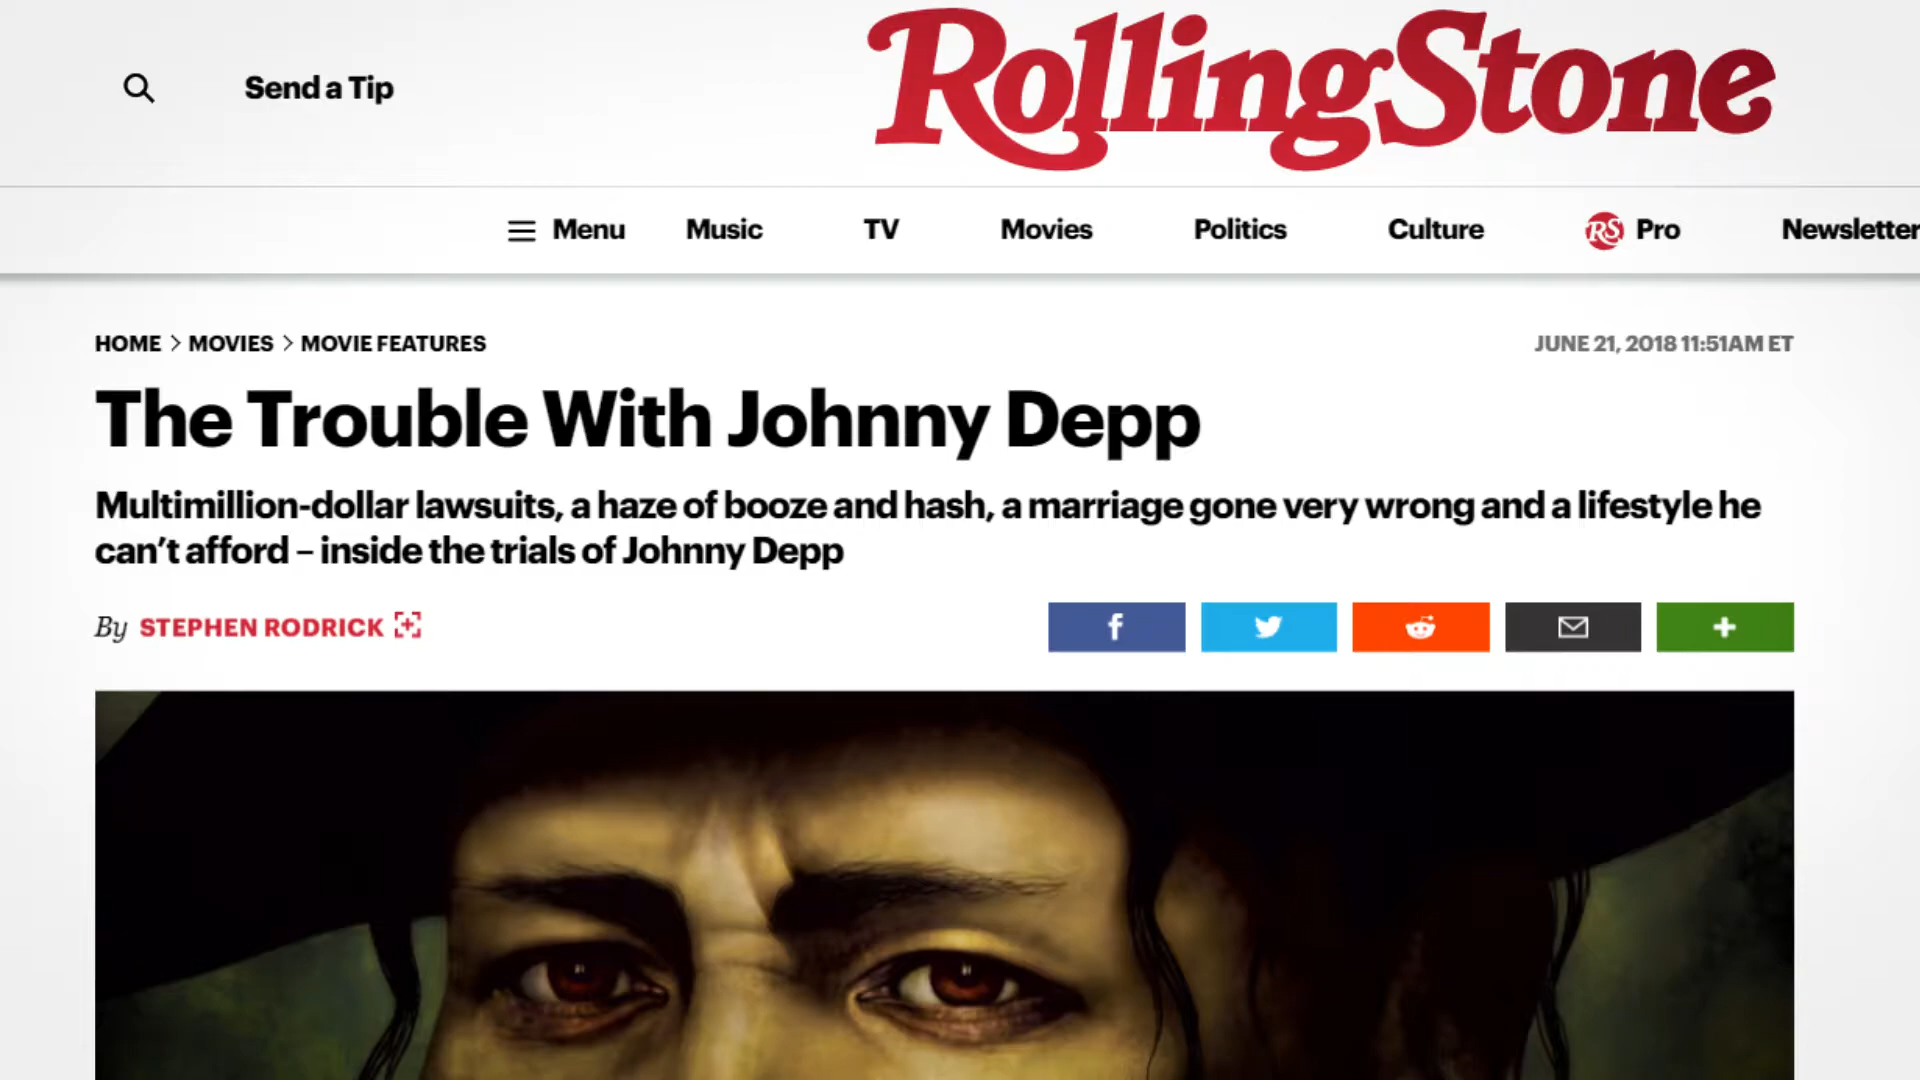 Send a Tip
RollingStone
Menu Music TV Movies Politics Culture RS Pro Newsletter
HOME > MOVIES > MOVIE FEATURES
JUNE 21, 2018 11:51AM ET
The Trouble With Johnny Depp
Multimillion-dollar lawsuits, a haze of booze and hash, a marriage gone very wrong and a lifestyle he
can't afford – inside the trials of Johnny Depp
By STEPHEN RODRICK